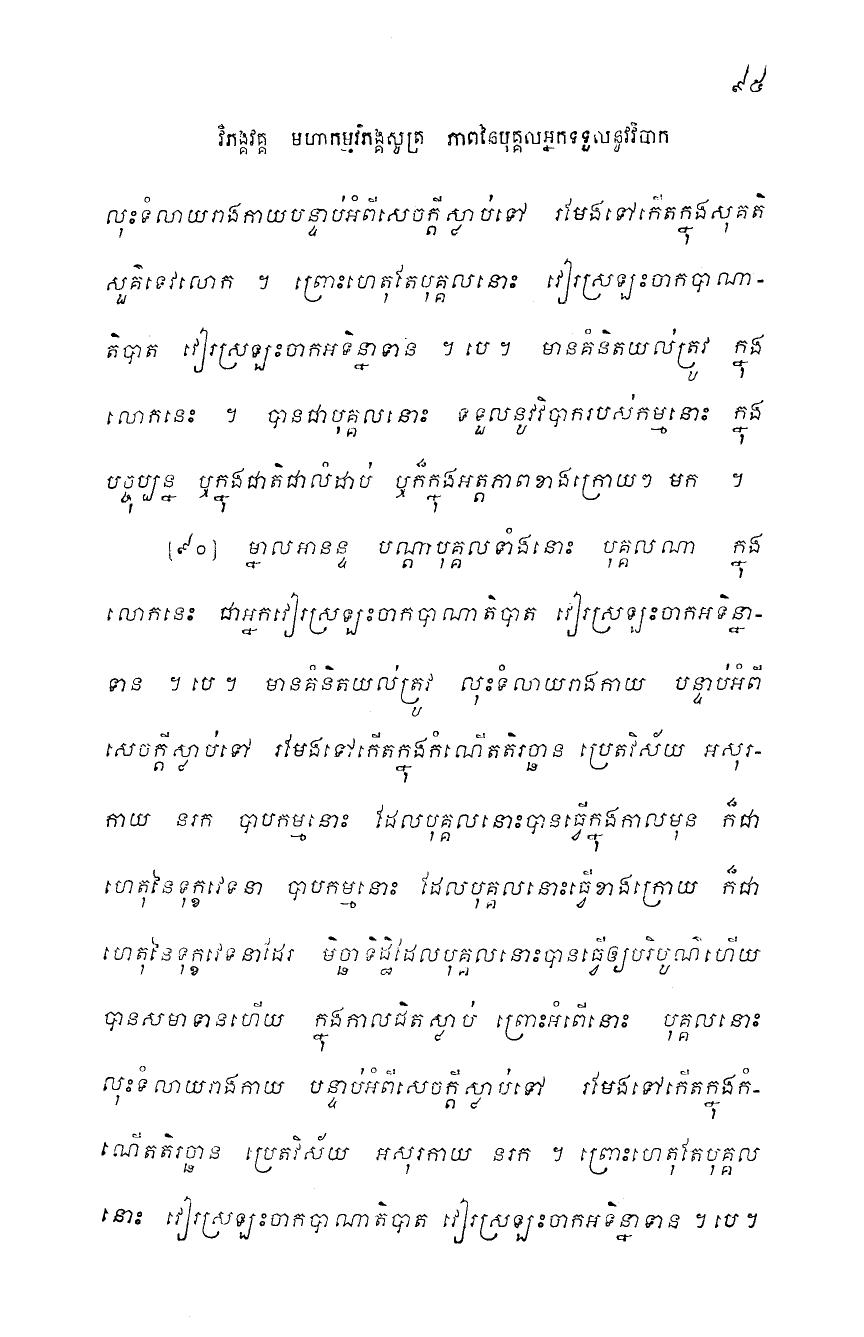 ៩៥
វិភង្គវគ្គ មហាកម្មវិភង្គសូត្រ ភាពនៃបុគ្គលអ្នកទទួលនូវវិបាក
លុះទំលាយរាងកាយបន្ទាប់អំពីសេចក្តីស្លាប់ទៅ រមែងទៅកើតក្នុងសុគតិ
សួគ៌ទេវលោក ។ ព្រោះហេតុតែបុគ្គលនោះ វៀរស្រឡះចាកបាណា-
តិបាត វៀរស្រឡះចាកអទិន្នាទាន ។ បេ ។ មានគំនិតយល់ត្រូវ ក្នុង
លោកនេះ ។ បានជាបុគ្គលនោះ ទទួលនូវវិបាករបស់កម្មនោះ ក្នុង
បច្ចុប្បន្ន ឬក្នុងជាតិជាលំដាប់ ឬក៏ក្នុងអត្តភាពខាងក្រោយៗ មក ។
[៩០] ម្នាលអានន្ទ បណ្តាបុគ្គលទាំងនោះ បុគ្គលណា ក្នុង
លោកនេះ ជាអ្នកវៀរស្រឡះចាកបាណាតិបាត វៀរស្រឡះចាកអទិន្នា-
ទាន ។ បេ ។ មានគំនិតយល់ត្រូវ លុះទំលាយរាងកាយ បន្ទាប់អំពី
សេចក្តីស្លាប់ទៅ រមែងទៅកើតក្នុងកំណើតតិរច្ឆាន ប្រេតវិស័យ អសុរ-
កាយ នរក បាបកម្មនោះ ដែលបុគ្គលនោះបានធ្វើក្នុងកាលមុន ក៏ជា
ហេតុនៃទុក្ខវេទនា បាបកម្មនោះ ដែលបុគ្គលនោះធ្វើខាងក្រោយ ក៏ជា
ហេតុនៃទុក្ខវេទនាដែរ មិច្ឆាទិដ្ឋិដែលបុគ្គលនោះបានធ្វើឲ្យបរិបូណ៌ហើយ
បានសមាទានហើយ ក្នុងកាលជិតស្លាប់ ព្រោះអំពើនោះ បុគ្គលនោះ
លុះទំលាយរាងកាយ បន្ទាប់អំពីសេចក្តីស្លាប់ទៅ រមែងទៅកើតក្នុងកំ-
ណើតតិរច្ឆាន ប្រេតវិស័យ អសុរកាយ នរក ។ ព្រោះហេតុតែបុគ្គល
នោះ វៀរស្រឡះចាកបាណាតិបាត វៀរស្រឡះចាកអទិន្នាទាន ។ បេ ។